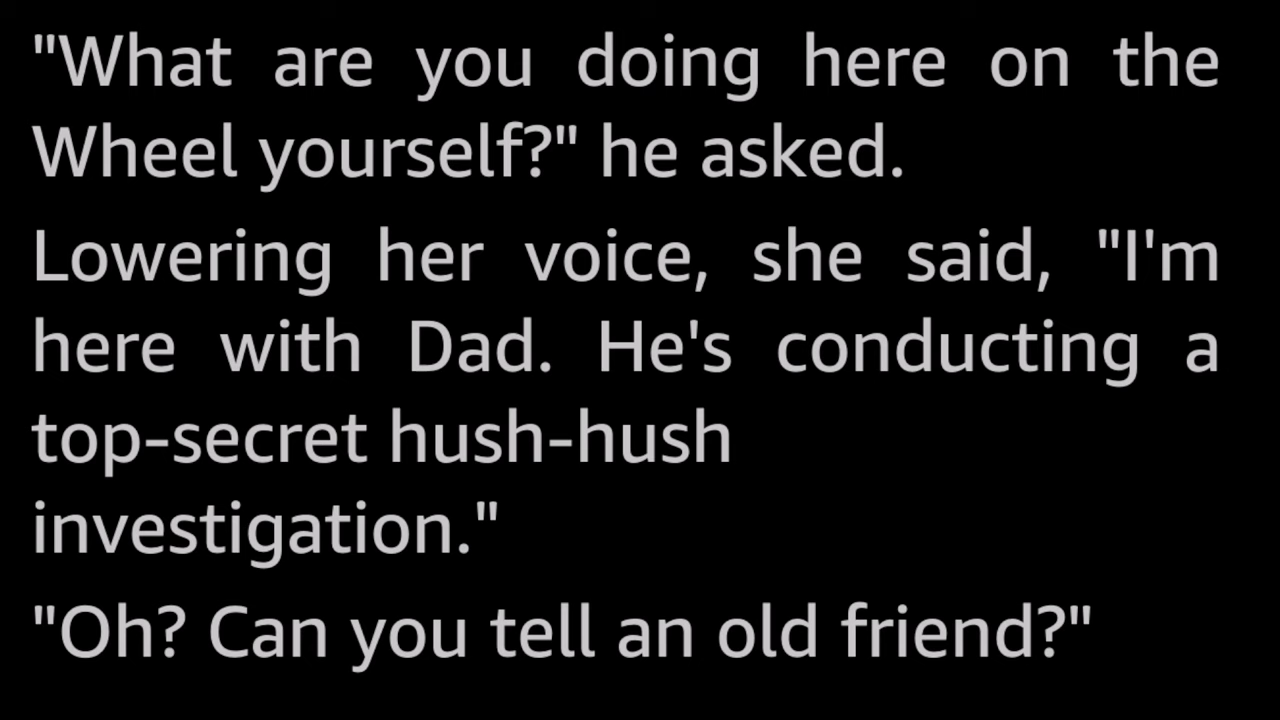 "What are you doing here on the
Wheel yourself?" he asked.
Lowering her voice, she said, "I'm
here with Dad. He's conducting a
top-secret hush-hush
investigation."
"Oh? Can you tell an old friend?"